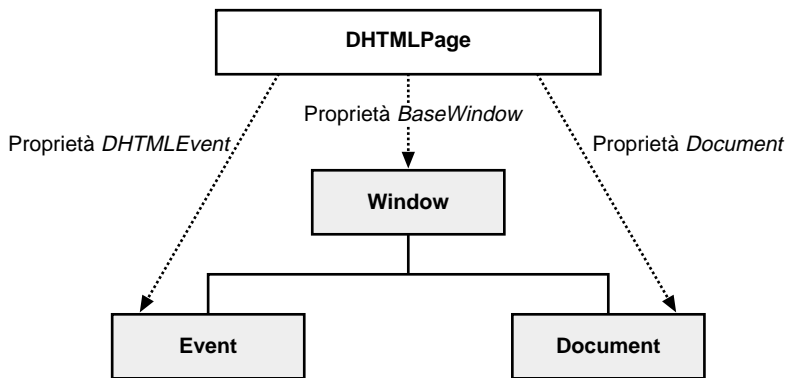 DHTMLPage
Proprietà BaseWindow
Proprietà DHTMLEvent
Proprietà Document
Window
Event
Document